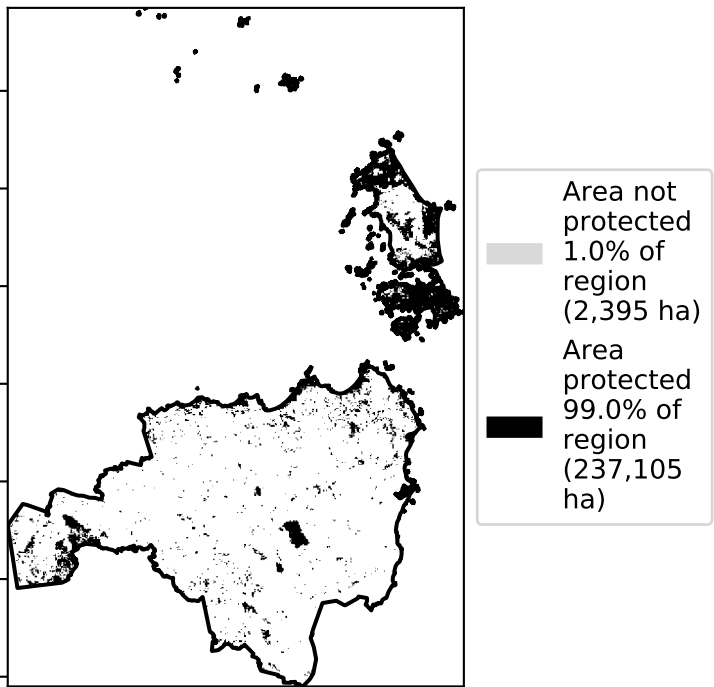 Area not
protected
1.0% of
region
(2,395 ha)
Area
protected
99.0% of
region
(237,105
ha)